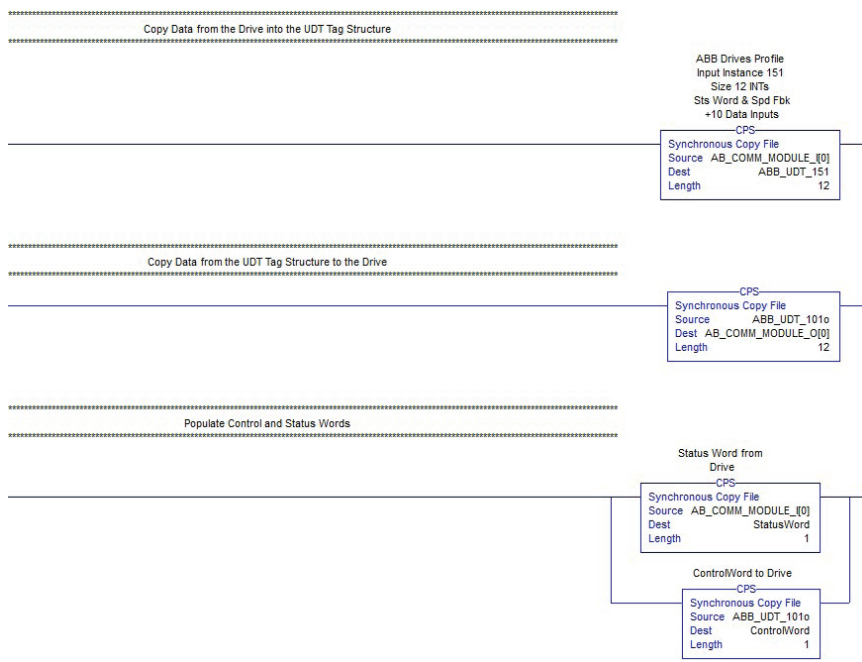 ********************************************************************************************************************************************************
Copy Data from the Drive into the UDT Tag Structure
********************************************************************************************************************************************************
ABB Drives Profile
Input Instance 151
Size 12 INTs
Sts Word & Spd Fbk
+10 Data Inputs
CPS
Synchronous Copy File
Source AB_COMM_MODULE_I[0]
Dest ABB_UDT_151
Length 12
********************************************************************************************************************************************************
Copy Data from the UDT Tag Structure to the Drive
********************************************************************************************************************************************************
CPS
Synchronous Copy File
Source ABB_UDT_101o
Dest AB_COMM_MODULE_O[0]
Length 12
********************************************************************************************************************************************************
Populate Control and Status Words
********************************************************************************************************************************************************
Status Word from
Drive
CPS
Synchronous Copy File
Source AB_COMM_MODULE_I[0]
Dest StatusWord
Length 1
ControlWord to Drive
CPS
Synchronous Copy File
Source ABB_UDT_101o
Dest ControlWord
Length 1